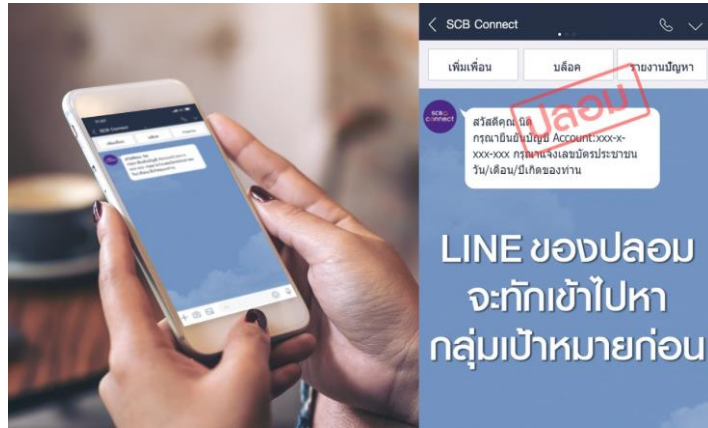 SCB Connect
SCB Connect
เพิ่มเพื่อน
บล็อค
รายงานปัญหา
ปลอม
SCB
connect
สวัสดีคุณ นิติ
กรุณายืนยันบัญชี Account:xxx-x-
xxx-xxx กรุณาแจ้งเลขบัตรประชาชน
วัน/เดือน/ปีเกิดของท่าน
LINE ของปลอม
จะทักเข้าไปหา
กลุ่มเป้าหมายก่อน